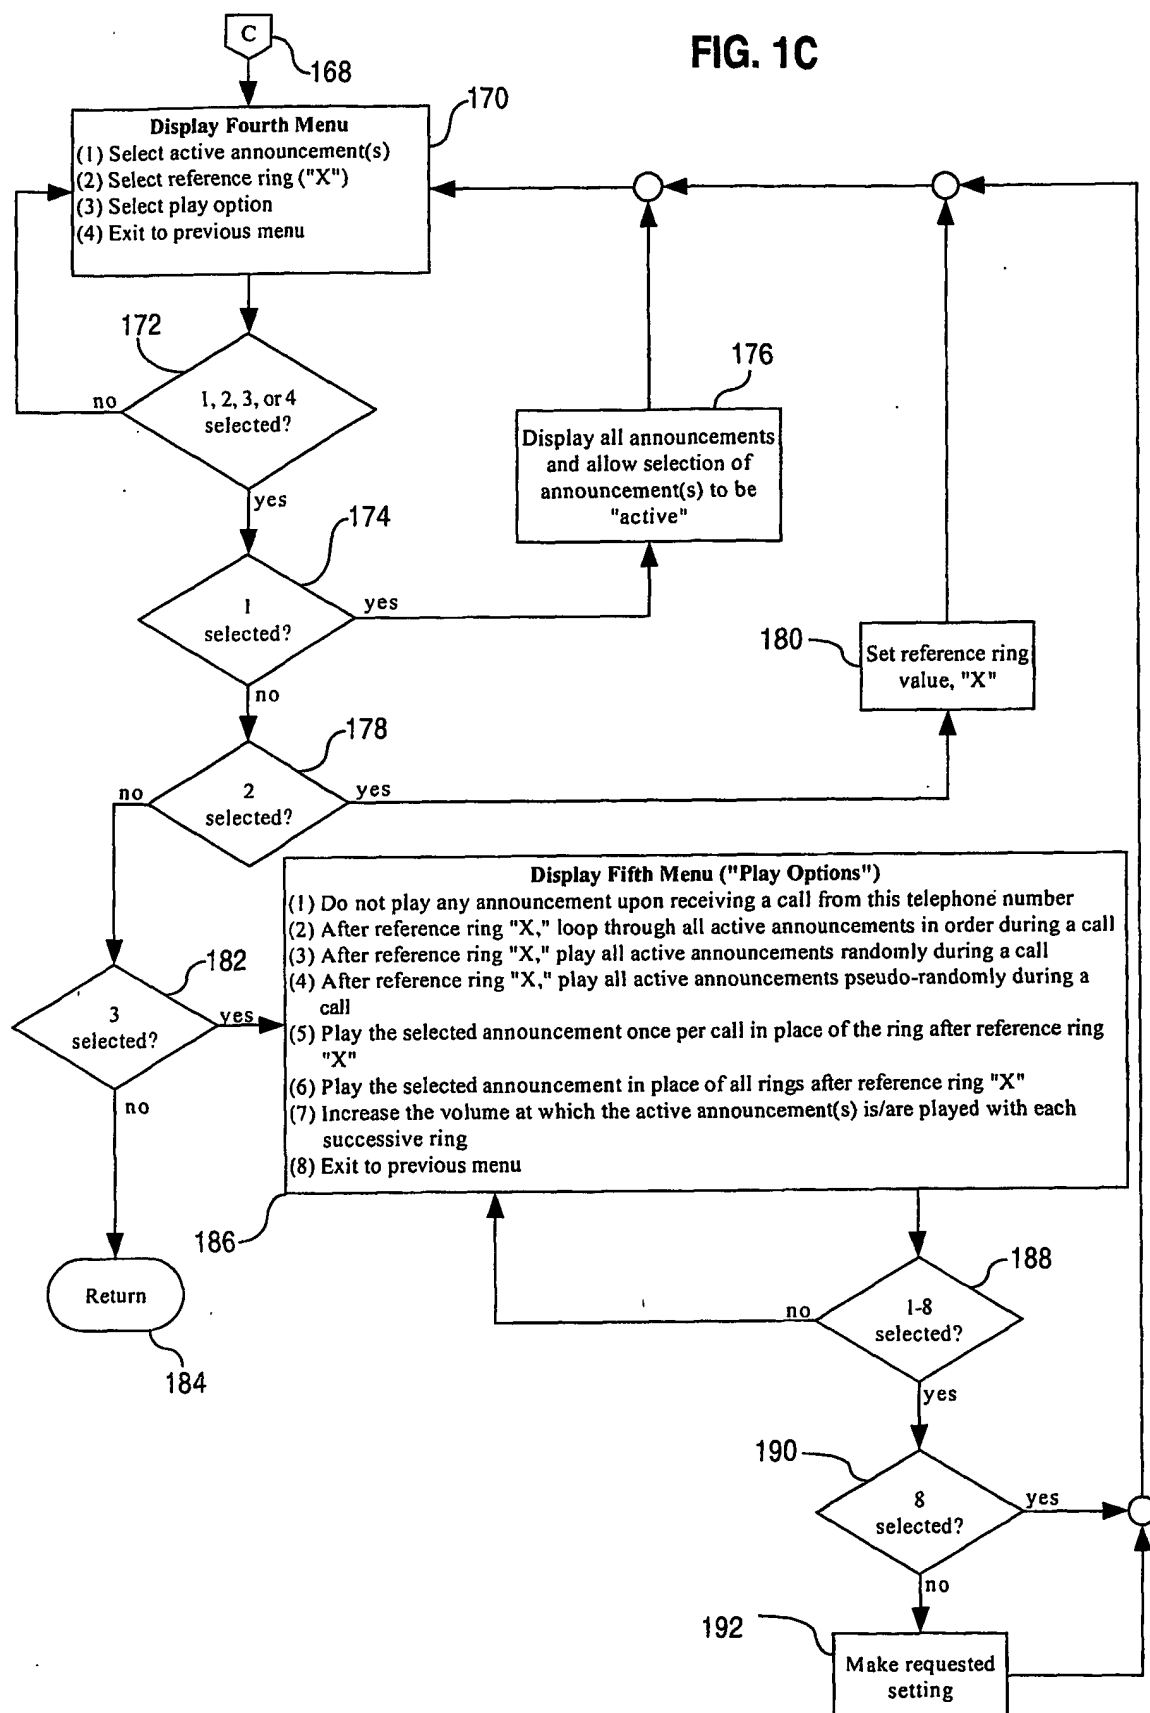 C
FIG. 1C
168
170
Display Fourth Menu
(1) Select active announcement(s)
(2) Select reference ring ("X")
(3) Select play option
(4) Exit to previous menu
172
no
1, 2, 3, or 4
selected?
yes
176
Display all announcements
and allow selection of
announcement(s) to be
"active"
174
1
selected?
yes
no
180
Set reference ring
value, "X"
178
no
2
selected?
yes
Display Fifth Menu ("Play Options")
(1) Do not play any announcement upon receiving a call from this telephone number
(2) After reference ring "X," loop through all active announcements in order during a call
(3) After reference ring "X," play all active announcements randomly during a call
(4) After reference ring "X," play all active announcements pseudo-randomly during a
call
(5) Play the selected announcement once per call in place of the ring after reference ring
"X"
(6) Play the selected announcement in place of all rings after reference ring "X"
(7) Increase the volume at which the active announcement(s) is/are played with each
successive ring
(8) Exit to previous menu
182
3
selected?
yes
no
186
Return
184
188
no
1-8
selected?
yes
190
8
selected?
yes
no
192
Make requested
setting